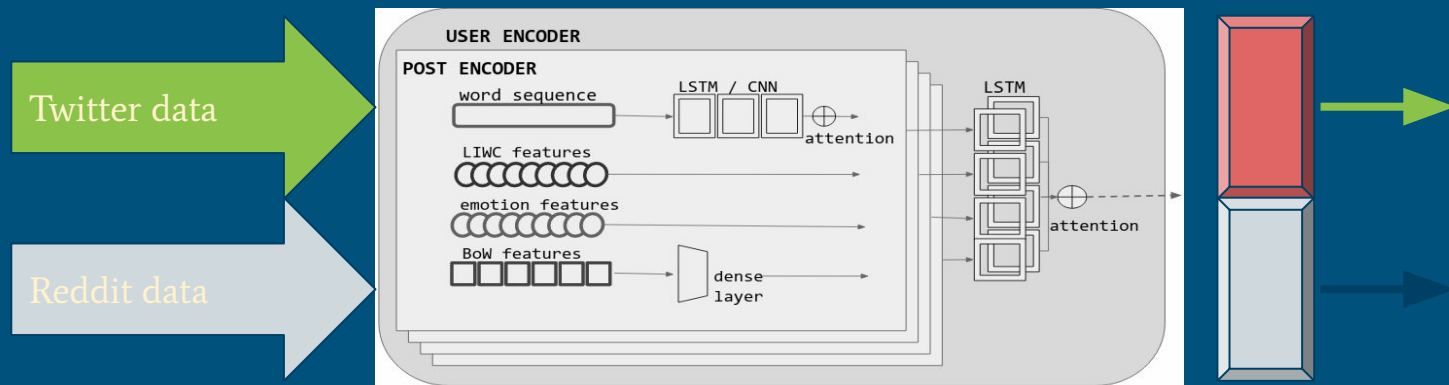 Twitter data
Reddit data
USER ENCODER
POST ENCODER
word sequence
LSTM / CNN
attention
LIWC features
emotion features
BoW features
dense
layer
LSTM
attention